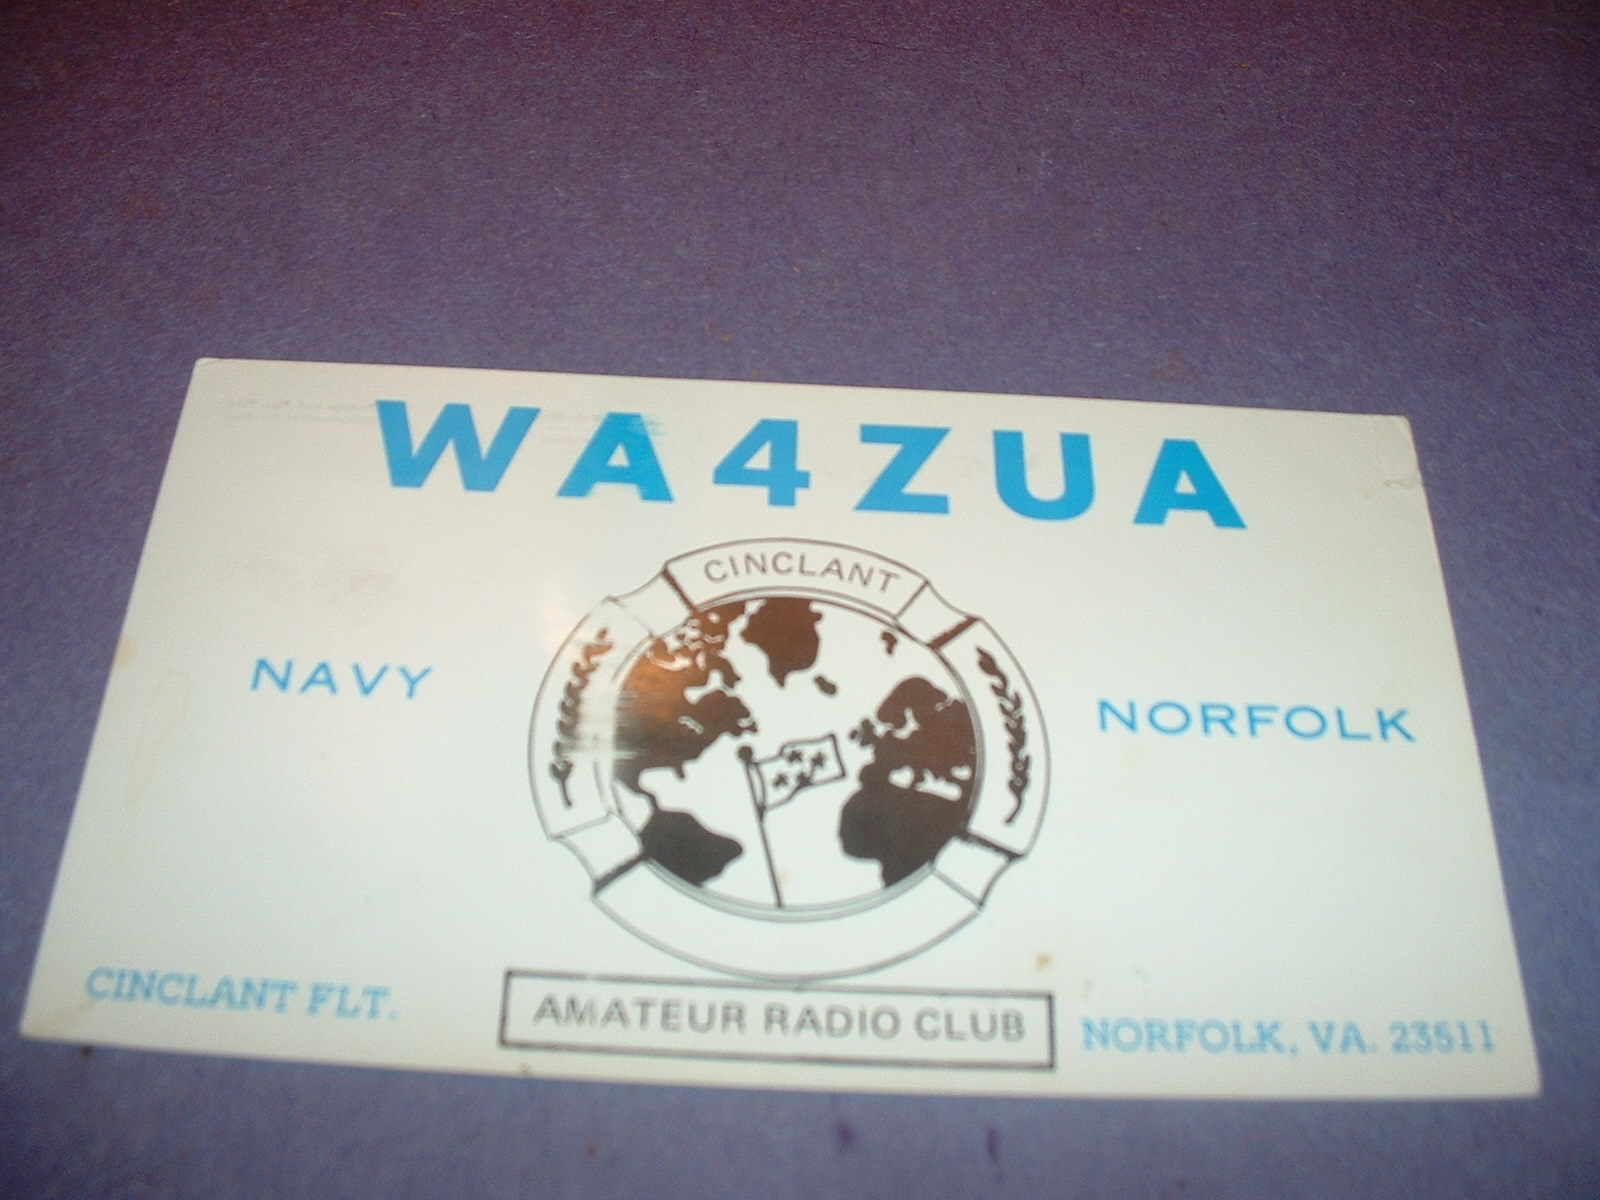 WA4ZUA
CINCLANT
NAVY
NORFOLK
CINCLANT FLT.
AMATEUR RADIO CLUB
NORFOLK, VA. 23511